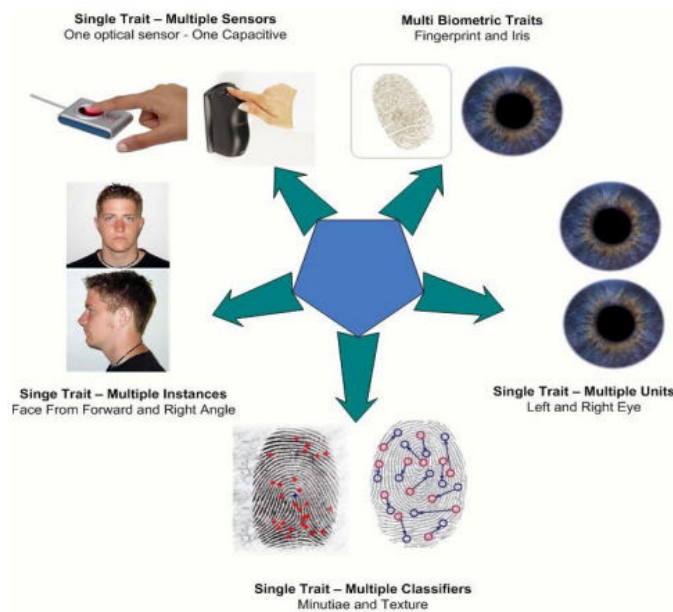 Single Trait – Multiple Sensors
One optical sensor - One Capacitive
Multi Biometric Traits
Fingerprint and Iris
Singe Trait – Multiple Instances
Face From Forward and Right Angle
Single Trait – Multiple Units
Left and Right Eye
Single Trait – Multiple Classifiers
Minutiae and Texture